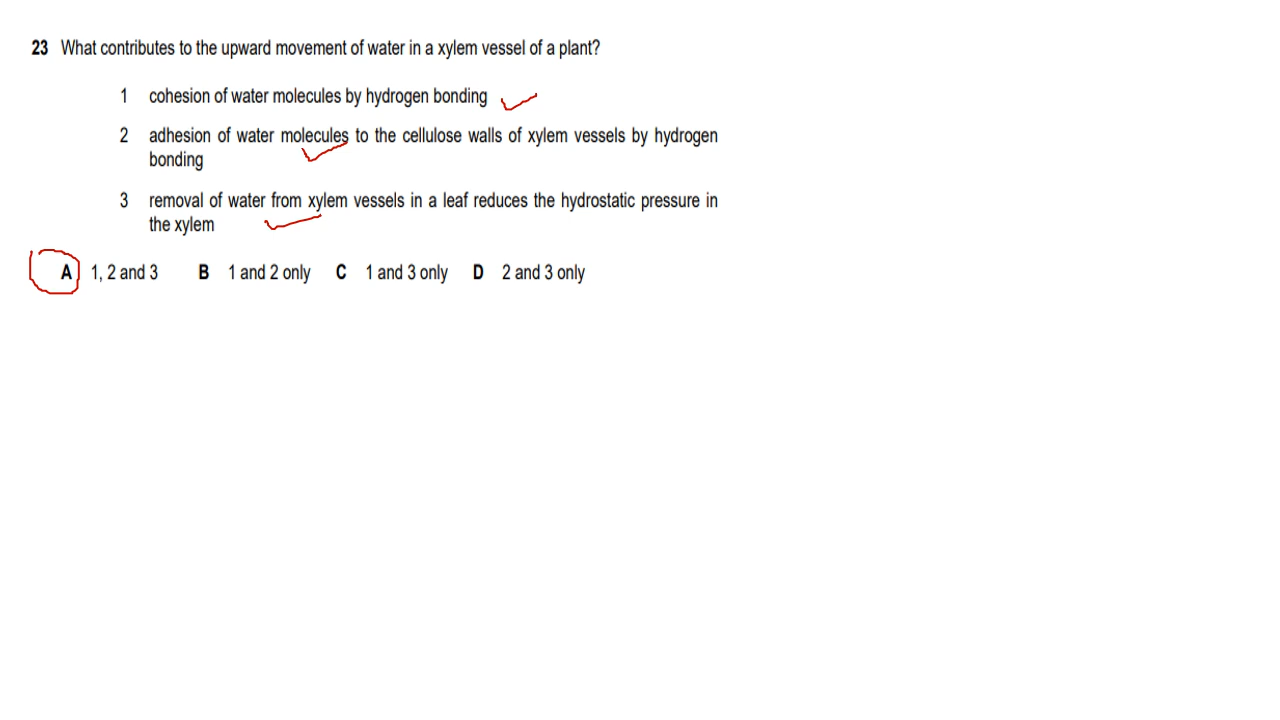 23 What contributes to the upward movement of water in a xylem vessel of a plant?
1 cohesion of water molecules by hydrogen bonding
2 adhesion of water molecules to the cellulose walls of xylem vessels by hydrogen
bonding
3 removal of water from xylem vessels in a leaf reduces the hydrostatic pressure in
the xylem
A 1, 2 and 3 B 1 and 2 only C 1 and 3 only D 2 and 3 only